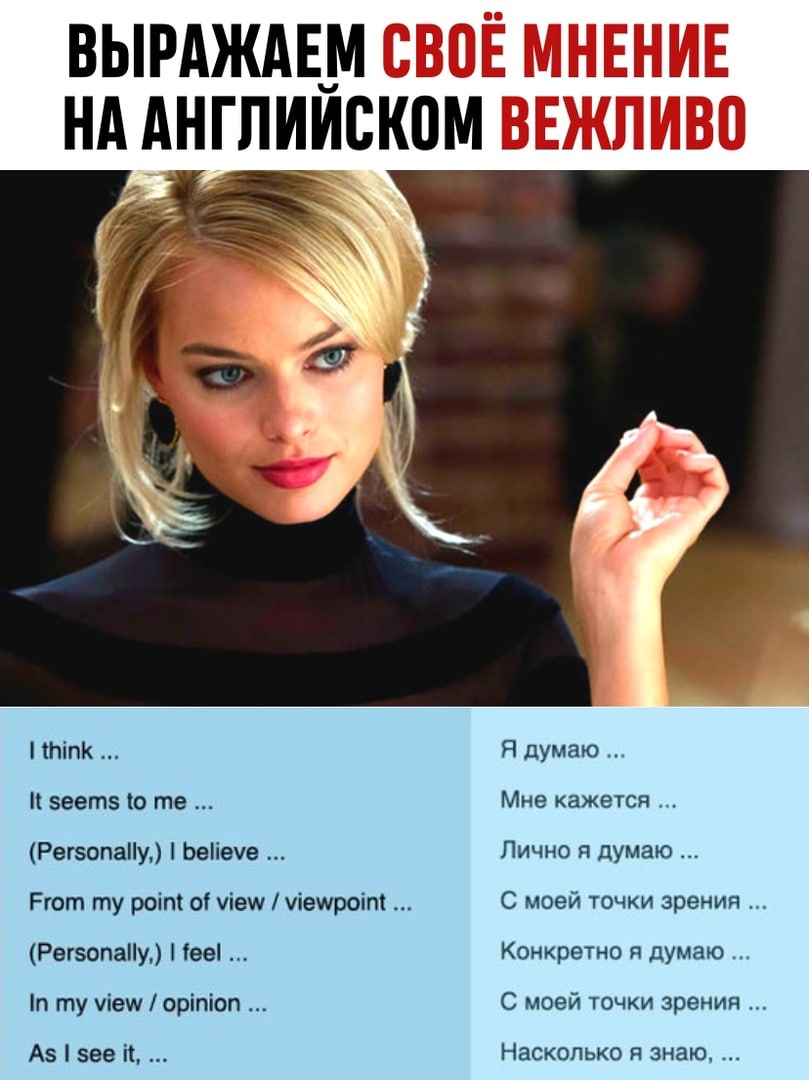 ВЫРАЖАЕМ СВОЁ МНЕНИЕ
НА АНГЛИЙСКОМ ВЕЖЛИВО
I think ... Я думаю ...
It seems to me ... Мне кажется ...
(Personally,) I believe ... Лично я думаю ...
From my point of view / viewpoint ... С моей точки зрения ...
(Personally,) I feel ... Конкретно я думаю ...
In my view / opinion ... С моей точки зрения ...
As I see it, ... Насколько я знаю, ...